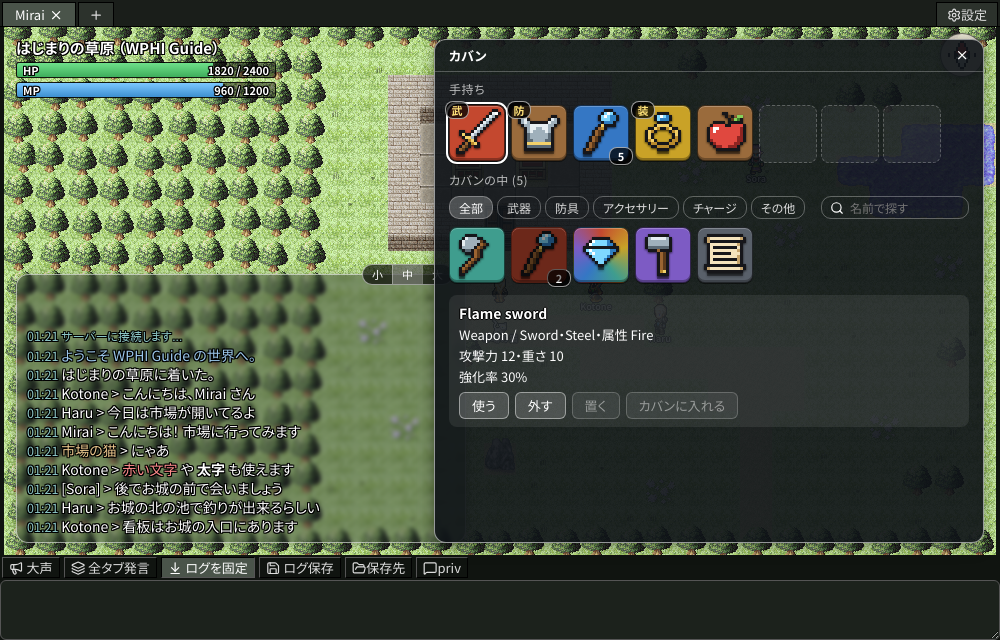 Mirai
設定
はじまりの草原 (WPHI Guide)
HP 1820 / 2400
MP 960 / 1200
カバン
手持ち
武
防
5
装
カバンの中 (5)
全部 武器 防具 アクセサリー チャージ その他 名前で探す
2
小 中
Flame sword
Weapon / Sword・Steel・属性 Fire
攻撃力 12・重さ 10
強化率 30%
使う 外す 置く カバンに入れる
01:21 サーバーに接続します...
01:21 ようこそ WPHI Guide の世界へ。
01:21 はじまりの草原に着いた。
01:21 Kotone > こんにちは、Mirai さん
01:21 Haru > 今日は市場が開いてるよ
01:21 Mirai > こんにちは! 市場に行ってみます
01:21 市場の猫 > にゃあ
01:21 Kotone > 赤い文字 や 太字 も使えます
01:21 [Sora] > 後でお城の前で会いましょう
01:21 Haru > お城の北の池で釣りが出来るらしい
01:21 Kotone > 看板はお城の入口にあります
大声 全タブ発言 ログを固定 ログ保存 保存先 priv